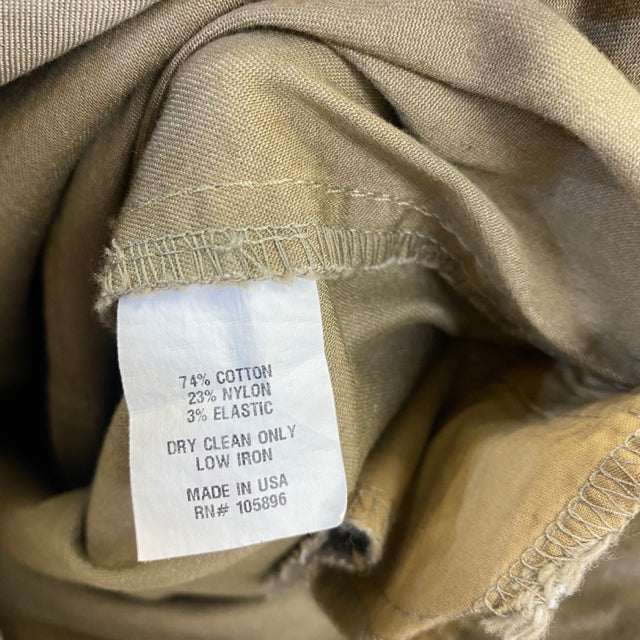 74% COTTON
23% NYLON
3% ELASTIC
DRY CLEAN ONLY
LOW IRON
MADE IN USA
RN# 105896